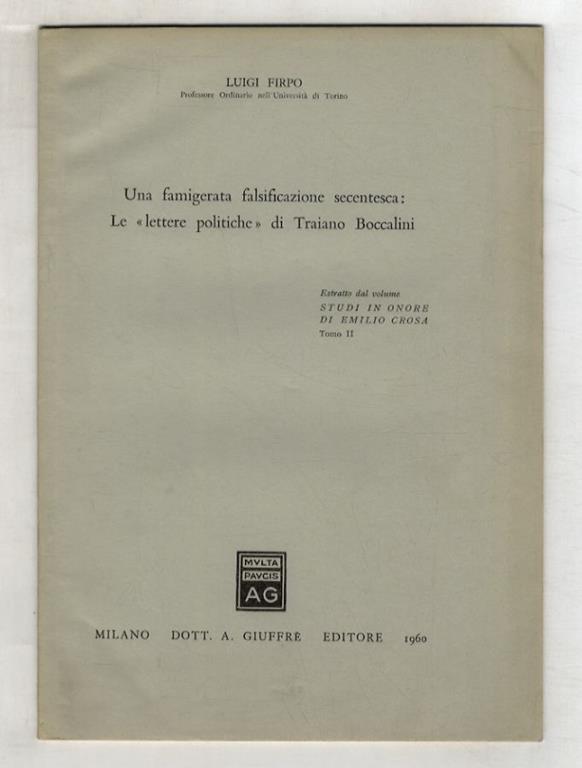 LUIGI FIRPO
Professore Ordinario nell'Università di Torino
Una famigerata falsificazione secentesca:
Le «lettere politiche» di Traiano Boccalini
Estratto dal volume
STUDI IN ONORE
DI EMILIO CROSA
Tomo II
MVLTA
PAVCIS
AG
MILANO DOTT. A. GIUFFRÈ EDITORE 1960